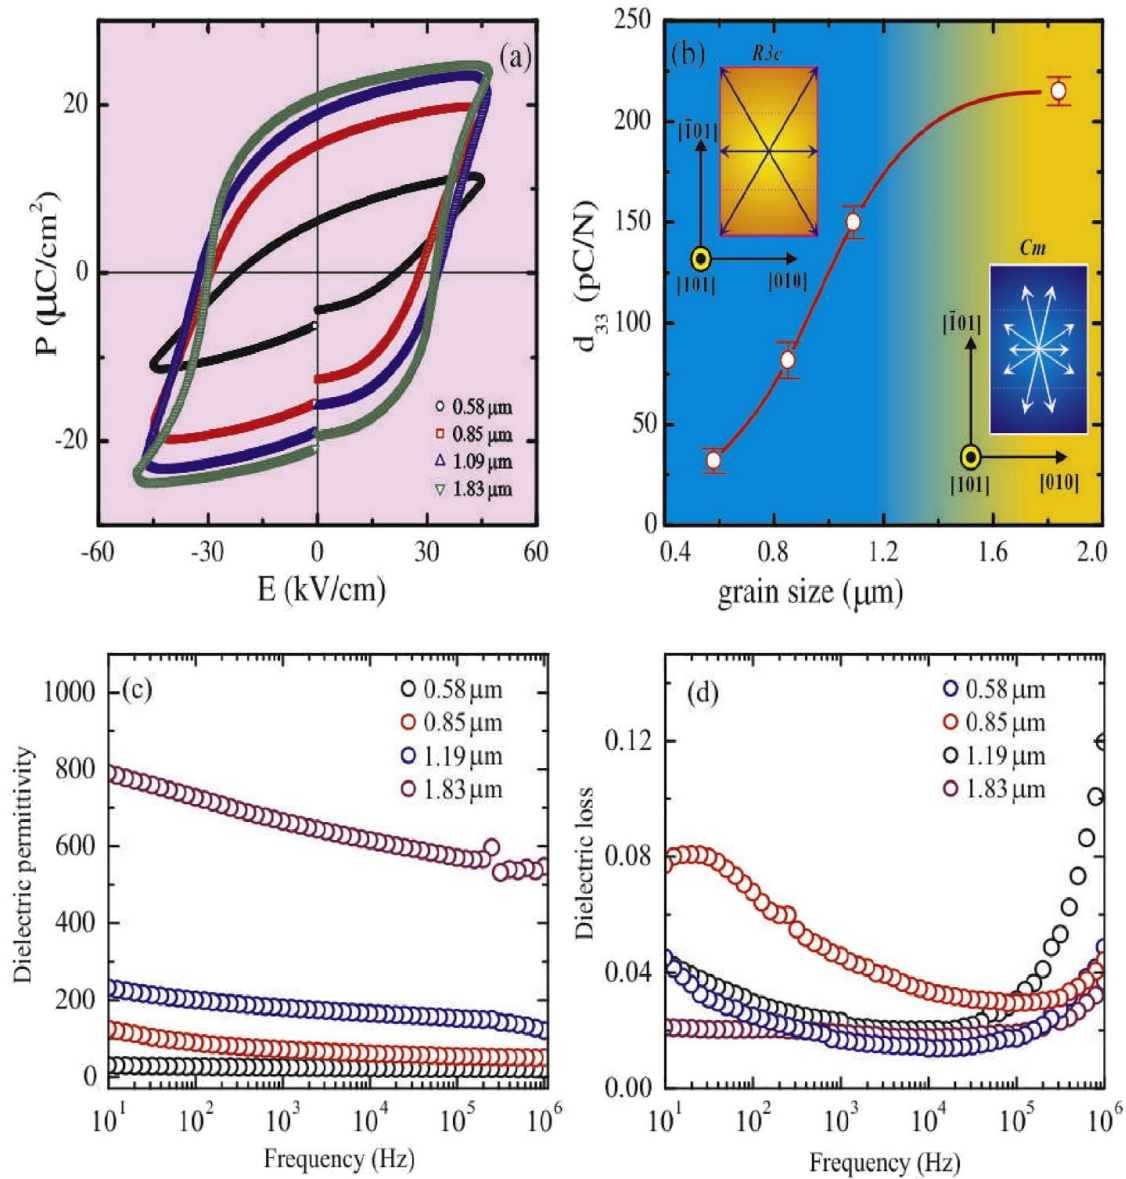 (a)
20
0
-20
P (μC/cm²)
-60
-30
0
30
60
E (kV/cm)
0.58 μm
0.85 μm
1.09 μm
1.83 μm
(b)
250
200
150
100
50
0
d₃₃ (pC/N)
0.4
0.8
1.2
1.6
2.0
grain size (μm)
R3c
[1̄01]
[101]
[010]
Cm
[1̄01]
[101]
[010]
(c)
1000
800
600
400
200
0
Dielectric permittivity
10¹
10²
10³
10⁴
10⁵
10⁶
Frequency (Hz)
0.58 μm
0.85 μm
1.19 μm
1.83 μm
(d)
0.12
0.08
0.04
0.00
Dielectric loss
10¹
10²
10³
10⁴
10⁵
10⁶
Frequency (Hz)
0.58 μm
0.85 μm
1.19 μm
1.83 μm